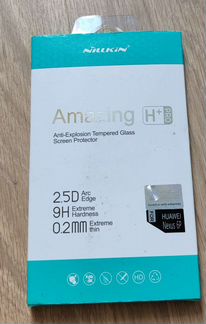 NILLKIN
Amazing H+
PRO
Anti-Explosion Tempered Glass
Screen Protector
2.5D Arc
Edge
9H Extreme
Hardness
0.2mm Extreme
thin
HUAWEI
Nexus 6P
HD